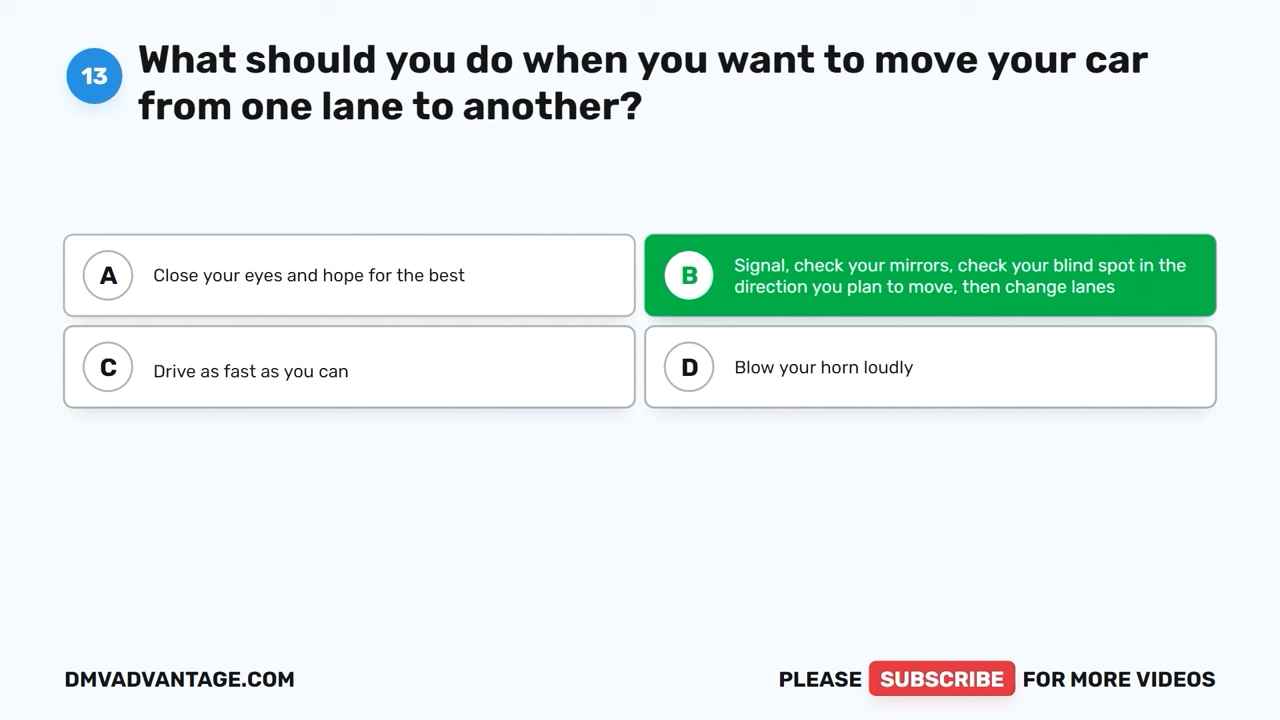 13
What should you do when you want to move your car
from one lane to another?
A
Close your eyes and hope for the best
B
Signal, check your mirrors, check your blind spot in the
direction you plan to move, then change lanes
C
Drive as fast as you can
D
Blow your horn loudly
DMVADVANTAGE.COM
PLEASE SUBSCRIBE FOR MORE VIDEOS